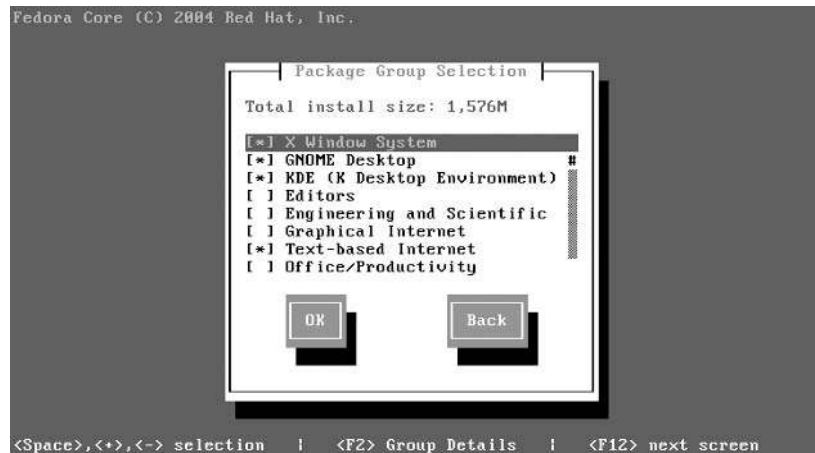 Fedora Core (C) 2004 Red Hat, Inc.
Package Group Selection
Total install size: 1,576M
[*] X Window System
[*] GNOME Desktop #
[*] KDE (K Desktop Environment)
[ ] Editors
[ ] Engineering and Scientific
[ ] Graphical Internet
[*] Text-based Internet
[ ] Office/Productivity
OK Back
<Space>,<+>,<-> selection | <F2> Group Details | <F12> next screen